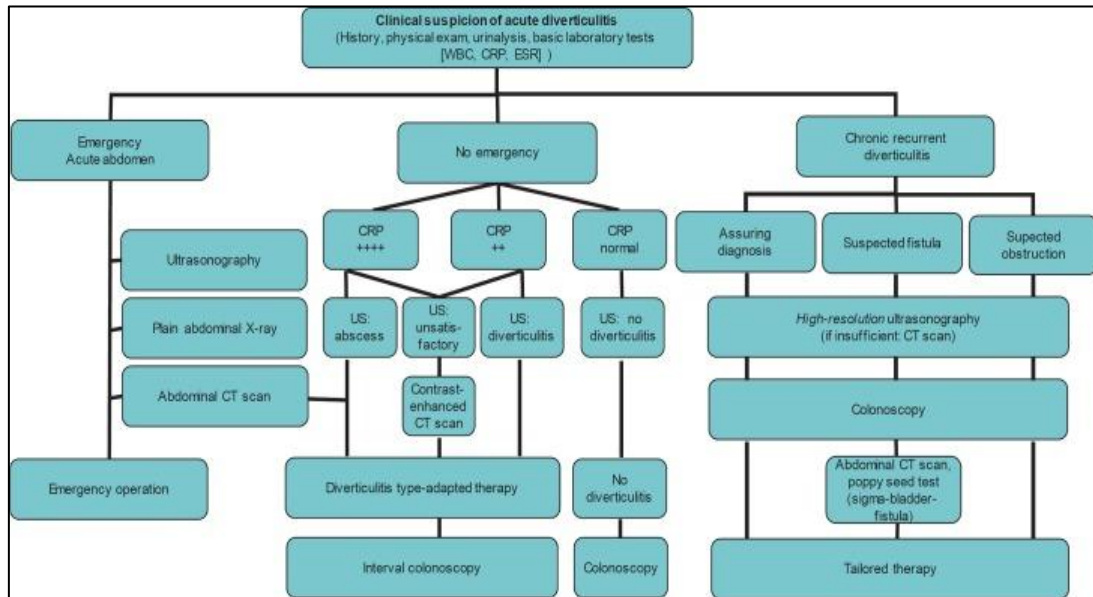 Clinical suspicion of acute diverticulitis
(History, physical exam, urinalysis, basic laboratory tests
[WBC, CRP, ESR] )
Emergency
Acute abdomen
No emergency
Chronic recurrent
diverticulitis
CRP
++++
CRP
++
CRP
normal
Assuring
diagnosis
Suspected fistula
Supected
obstruction
Ultrasonography
Plain abdominal X-ray
Abdominal CT scan
US:
abscess
US:
unsatis-
factory
US:
diverticulitis
US: no
diverticulitis
High-resolution ultrasonography
(if insufficient: CT scan)
Contrast-
enhanced
CT scan
Colonoscopy
Emergency operation
Diverticulitis type-adapted therapy
No
diverticulitis
Abdominal CT scan,
poppy seed test
(sigma-bladder-
fistula)
Interval colonoscopy
Colonoscopy
Tailored therapy